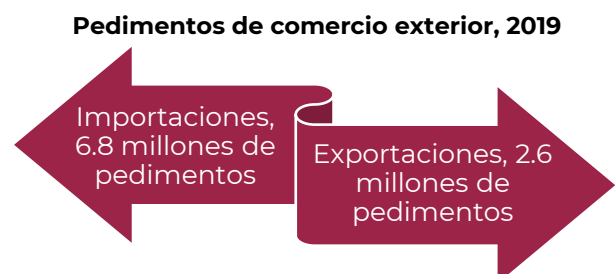 Pedimentos de comercio exterior, 2019
Importaciones,
6.8 millones de
pedimentos
Exportaciones, 2.6
millones de
pedimentos